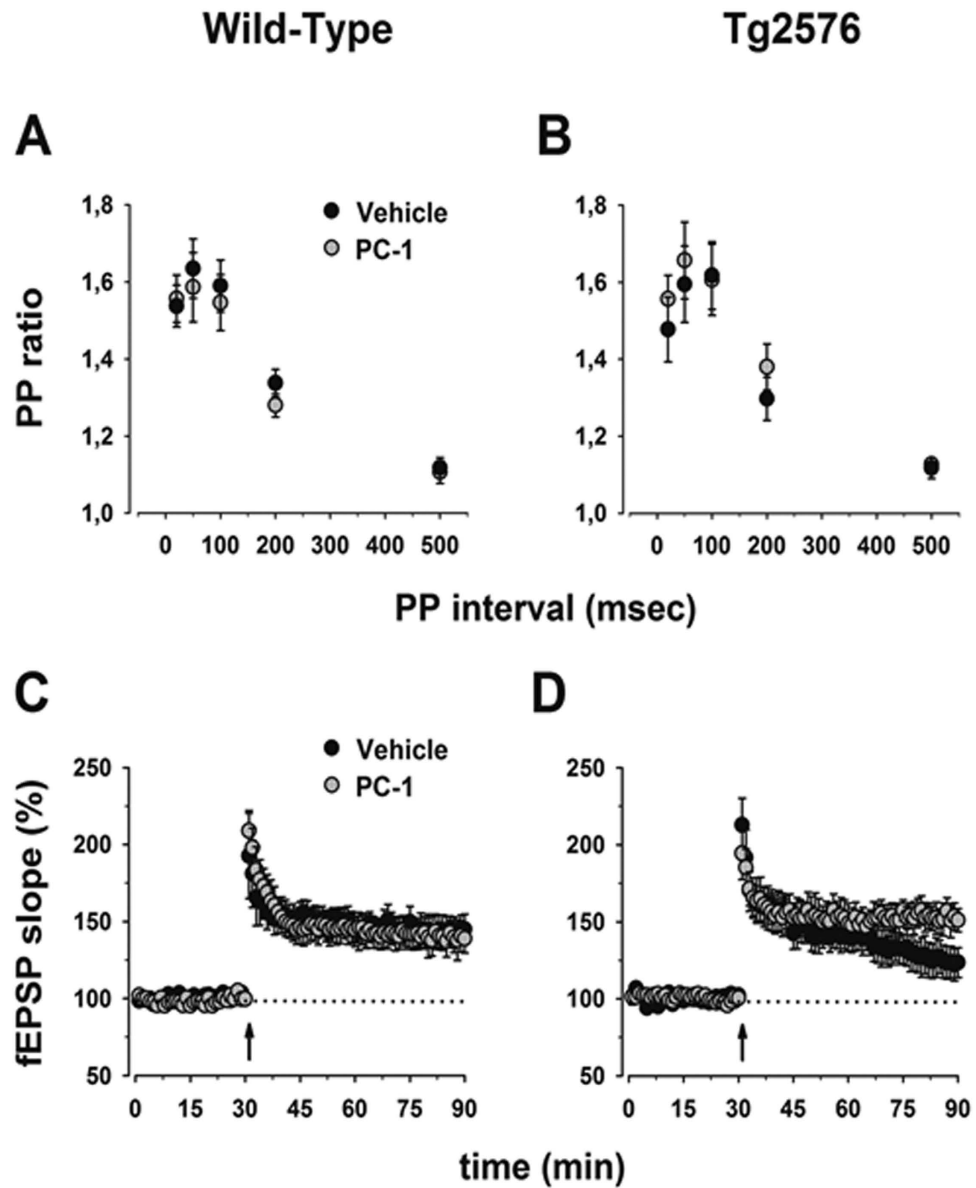 Wild-Type
Tg2576
A
B
Vehicle
PC-1
PP ratio
1,8
1,6
1,4
1,2
1,0
0 100 200 300 400 500
1,8
1,6
1,4
1,2
1,0
0 100 200 300 400 500
PP interval (msec)
C
D
Vehicle
PC-1
fEPSP slope (%)
250
200
150
100
50
0 15 30 45 60 75 90
250
200
150
100
50
0 15 30 45 60 75 90
time (min)